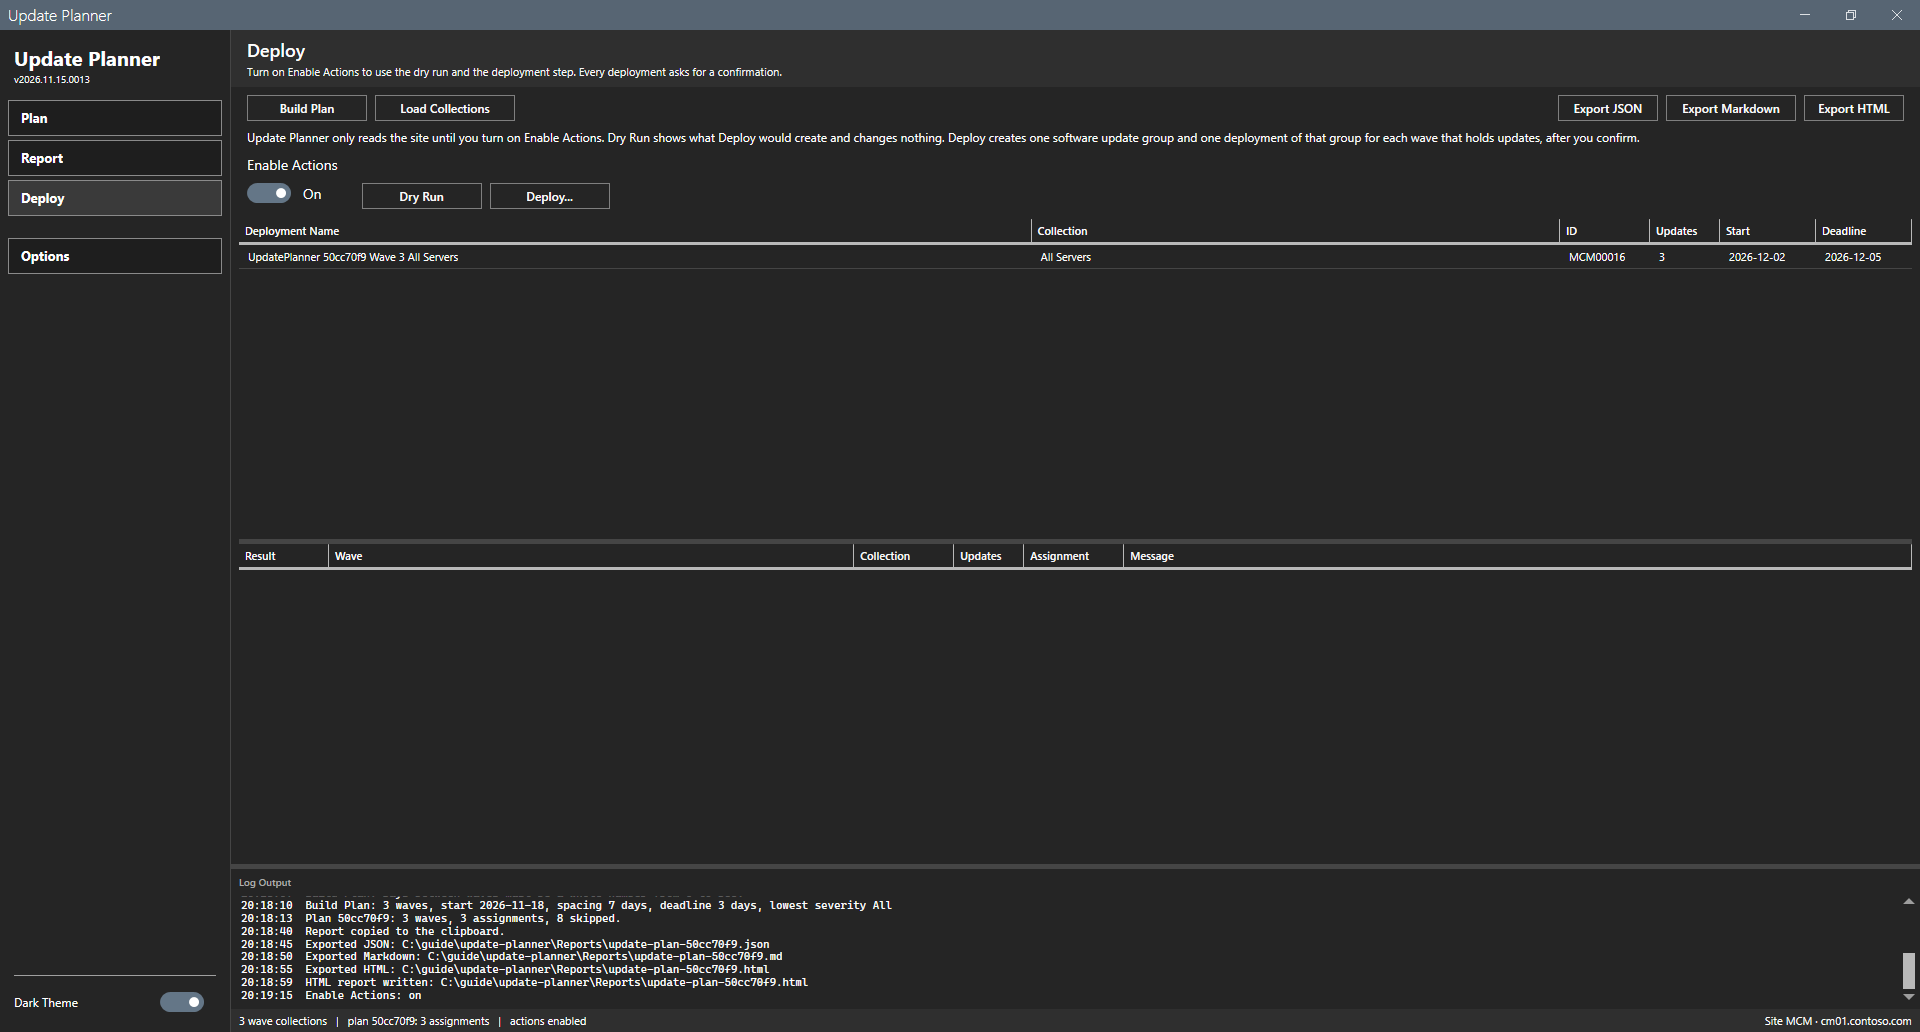 Update Planner
Update Planner
v2026.11.15.0013
Plan
Report
Deploy
Options
Dark Theme
Deploy
Turn on Enable Actions to use the dry run and the deployment step. Every deployment asks for a confirmation.
Build Plan
Load Collections
Export JSON
Export Markdown
Export HTML
Update Planner only reads the site until you turn on Enable Actions. Dry Run shows what Deploy would create and changes nothing. Deploy creates one software update group and one deployment of that group for each wave that holds updates, after you confirm.
Enable Actions
On
Dry Run
Deploy...
Deployment Name Collection ID Updates Start Deadline
UpdatePlanner 50cc70f9 Wave 3 All Servers All Servers MCM00016 3 2026-12-02 2026-12-05
Result Wave Collection Updates Assignment Message
Log Output
20:18:10 Build Plan: 3 waves, start 2026-11-18, spacing 7 days, deadline 3 days, lowest severity All
20:18:13 Plan 50cc70f9: 3 waves, 3 assignments, 8 skipped.
20:18:40 Report copied to the clipboard.
20:18:45 Exported JSON: C:\guide\update-planner\Reports\update-plan-50cc70f9.json
20:18:50 Exported Markdown: C:\guide\update-planner\Reports\update-plan-50cc70f9.md
20:18:55 Exported HTML: C:\guide\update-planner\Reports\update-plan-50cc70f9.html
20:18:59 HTML report written: C:\guide\update-planner\Reports\update-plan-50cc70f9.html
20:19:15 Enable Actions: on
3 wave collections | plan 50cc70f9: 3 assignments | actions enabled
Site MCM · cm01.contoso.com